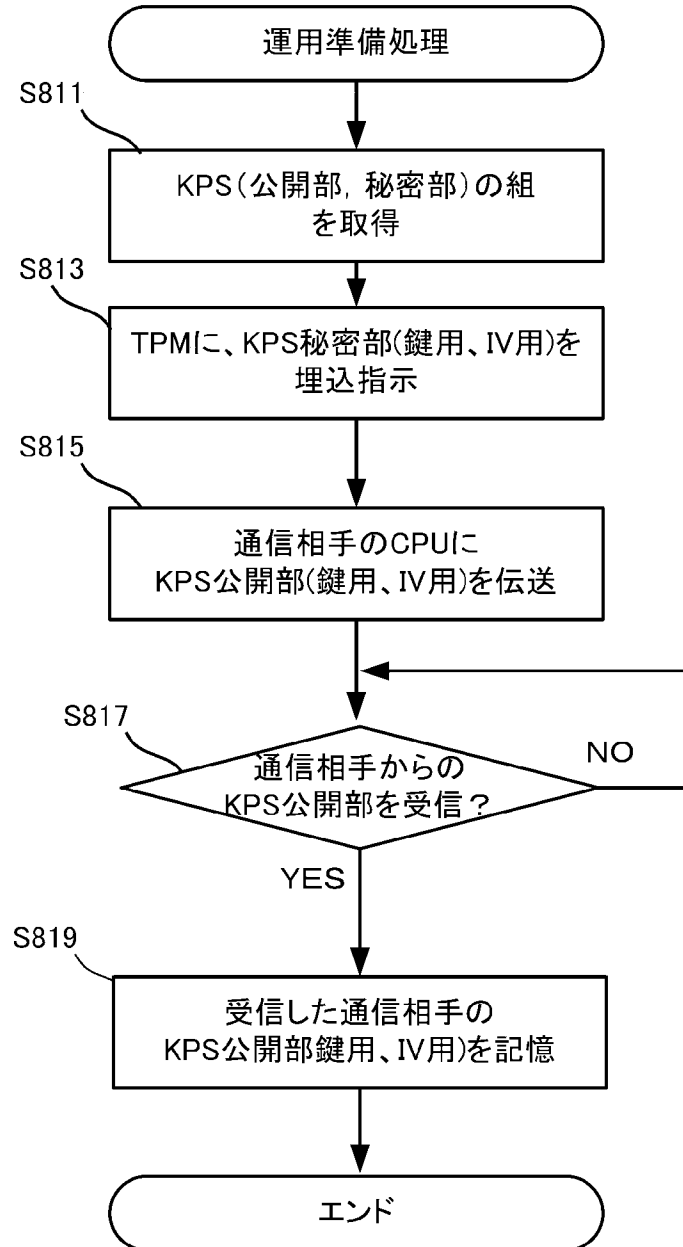 運用準備処理
S811
KPS(公開部, 秘密部)の組
を取得
S813
TPMに、KPS秘密部(鍵用、IV用)を
埋込指示
S815
通信相手のCPUに
KPS公開部(鍵用、IV用)を伝送
S817
通信相手からの
KPS公開部を受信?
NO
YES
S819
受信した通信相手の
KPS公開部鍵用、IV用)を記憶
エンド